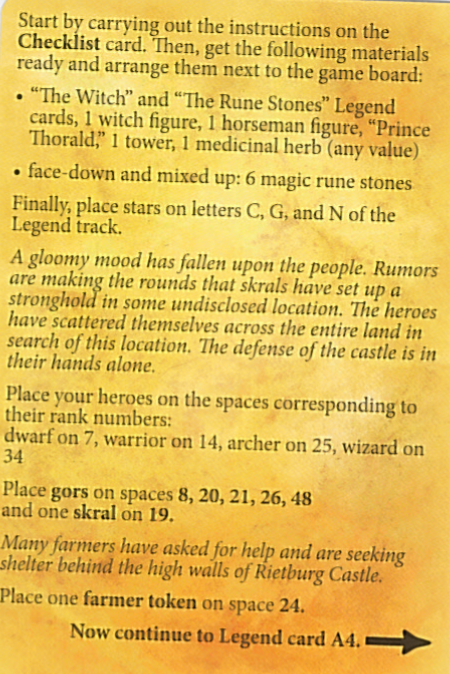 Start by carrying out the instructions on the
Checklist card. Then, get the following materials
ready and arrange them next to the game board:
• “The Witch” and “The Rune Stones” Legend
cards, 1 witch figure, 1 horseman figure, “Prince
Thorald,” 1 tower, 1 medicinal herb (any value)
• face-down and mixed up: 6 magic rune stones
Finally, place stars on letters C, G, and N of the
Legend track.
A gloomy mood has fallen upon the people. Rumors
are making the rounds that skrals have set up a
stronghold in some undisclosed location. The heroes
have scattered themselves across the entire land in
search of this location. The defense of the castle is in
their hands alone.
Place your heroes on the spaces corresponding to
their rank numbers:
dwarf on 7, warrior on 14, archer on 25, wizard on
34
Place gors on spaces 8, 20, 21, 26, 48
and one skral on 19.
Many farmers have asked for help and are seeking
shelter behind the high walls of Rietburg Castle.
Place one farmer token on space 24.
Now continue to Legend card A4.